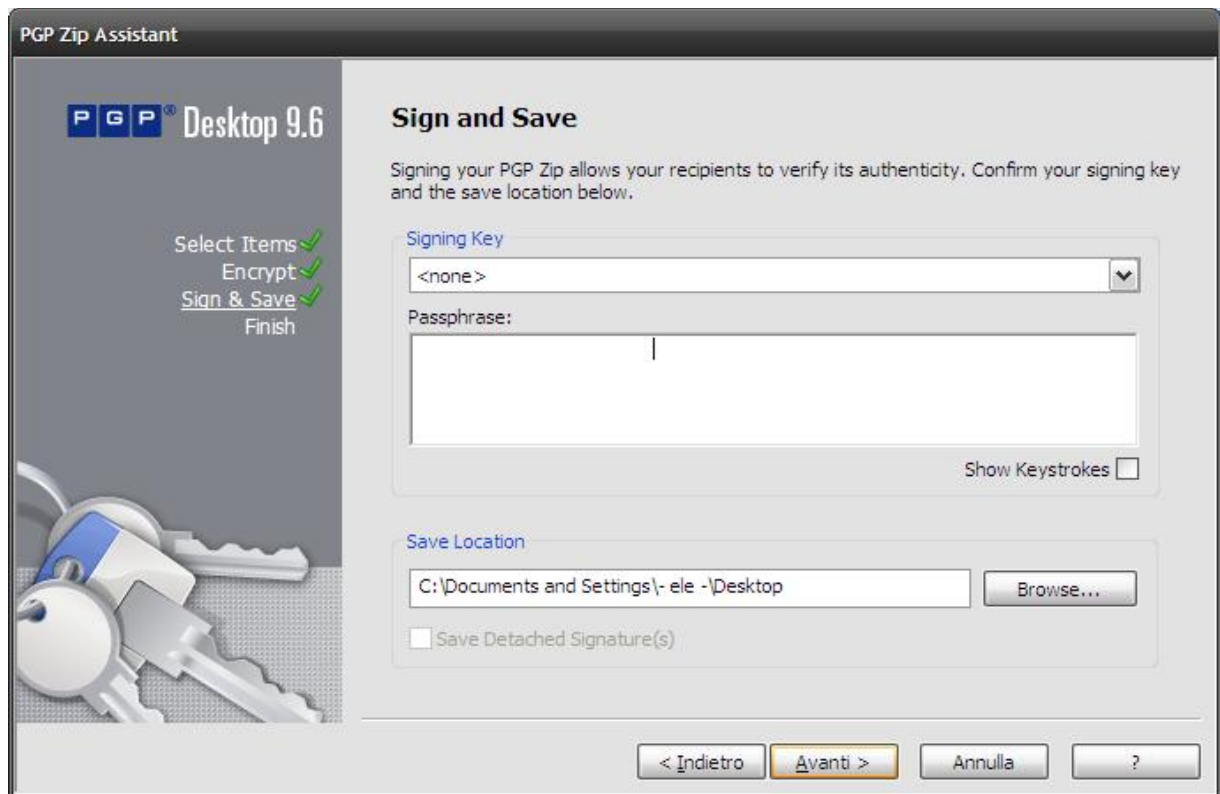 PGP Zip Assistant
PGP® Desktop 9.6
Select Items
Encrypt
Sign & Save
Finish
Sign and Save
Signing your PGP Zip allows your recipients to verify its authenticity. Confirm your signing key
and the save location below.
Signing Key
<none>
Passphrase:
Show Keystrokes
Save Location
C:\Documents and Settings\- ele -\Desktop
Browse...
Save Detached Signature(s)
< Indietro
Avanti >
Annulla
?